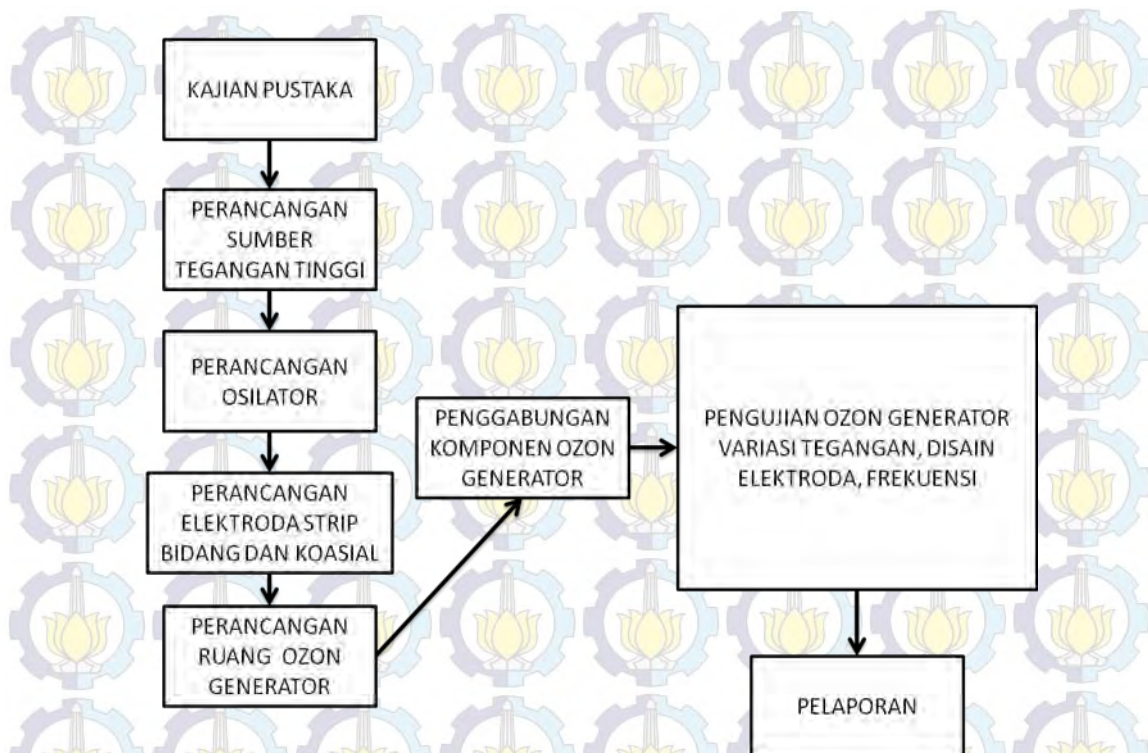 KAJIAN PUSTAKA
PERANCANGAN
SUMBER
TEGANGAN TINGGI
PERANCANGAN
OSILATOR
PERANCANGAN
ELEKTRODA STRIP
BIDANG DAN KOASIAL
PERANCANGAN
RUANG OZON
GENERATOR
PENGGABUNGAN
KOMPONEN OZON
GENERATOR
PENGUJIAN OZON GENERATOR
VARIASI TEGANGAN, DISAIN
ELEKTRODA, FREKUENSI
PELAPORAN